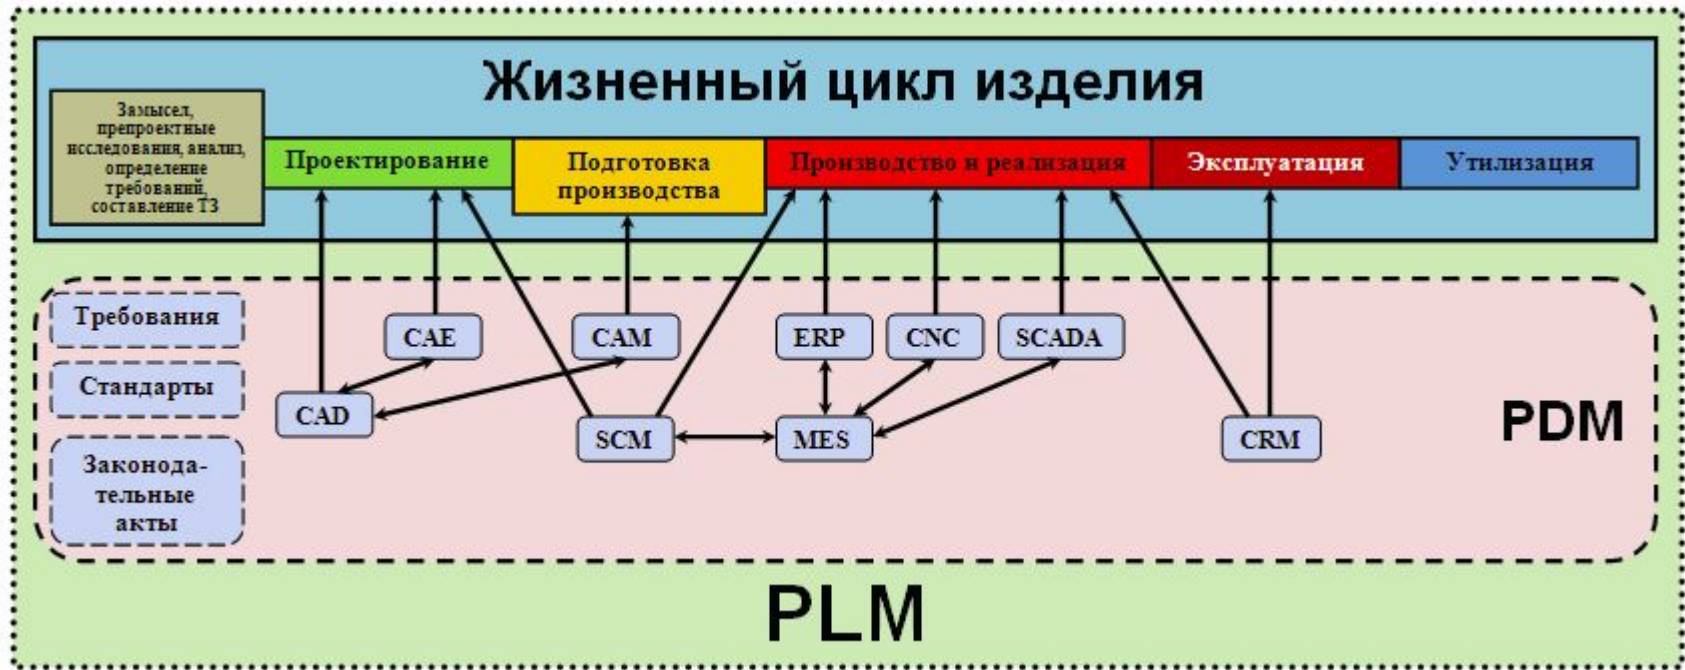 Жизненный цикл изделия
Замысел,
препроектные
исследования, анализ,
определение
требований,
составление ТЗ
Проектирование
Подготовка
производства
Производство и реализация
Эксплуатация
Утилизация
Требования
Стандарты
Законода-
тельные
акты
CAE
CAM
ERP
CNC
SCADA
CAD
SCM
MES
CRM
PDM
PLM